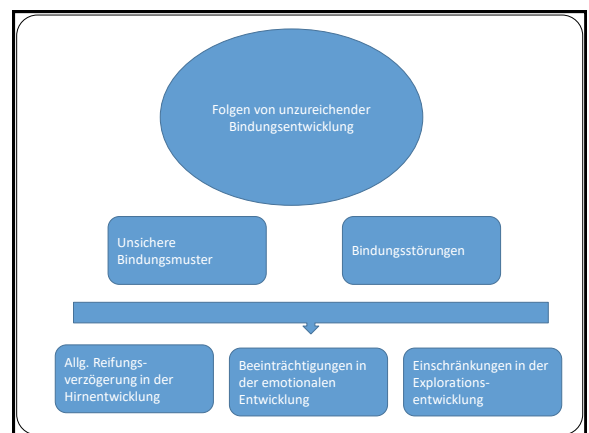 Folgen von unzureichender
Bindungsentwicklung
Unsichere
Bindungsmuster
Bindungsstörungen
Allg. Reifungs-
verzögerung in der
Hirnentwicklung
Beeinträchtigungen in
der emotionalen
Entwicklung
Einschränkungen in der
Explorations-
entwicklung